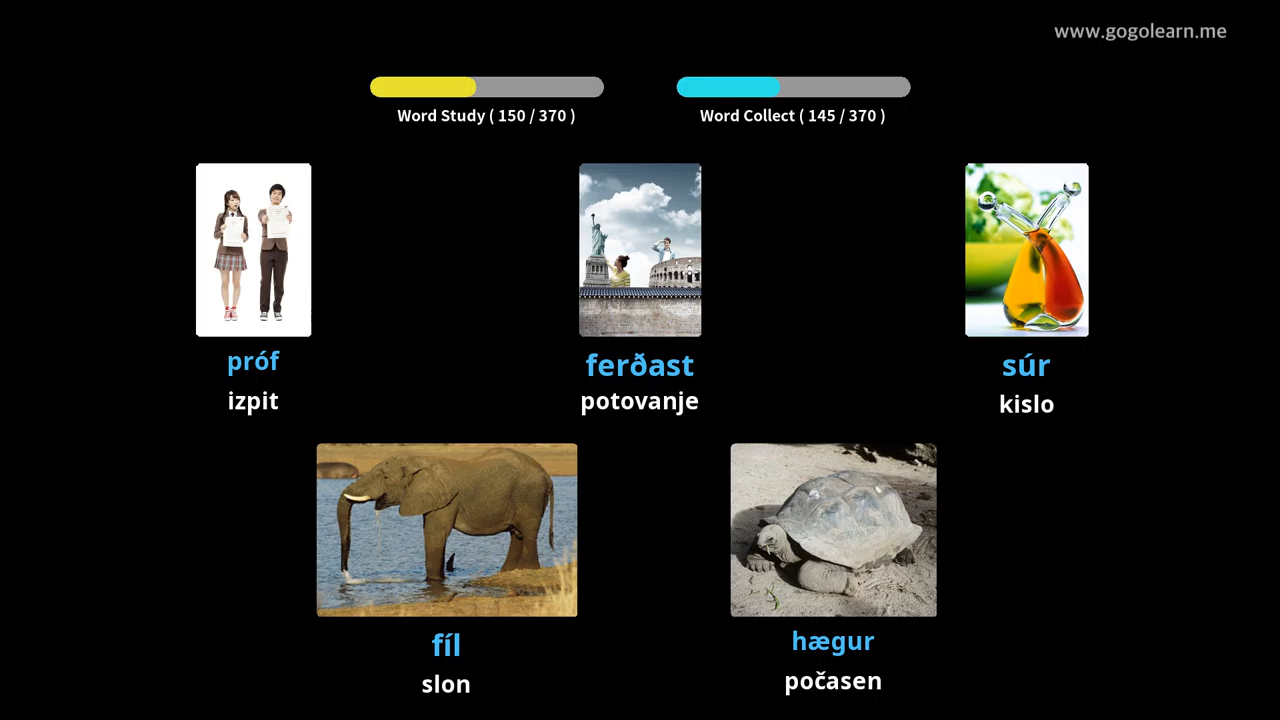 www.gogolearn.me
Word Study ( 150 / 370 )
Word Collect ( 145 / 370 )
próf
ferðast
súr
izpit
potovanje
kislo
fíl
hægur
slon
počasen